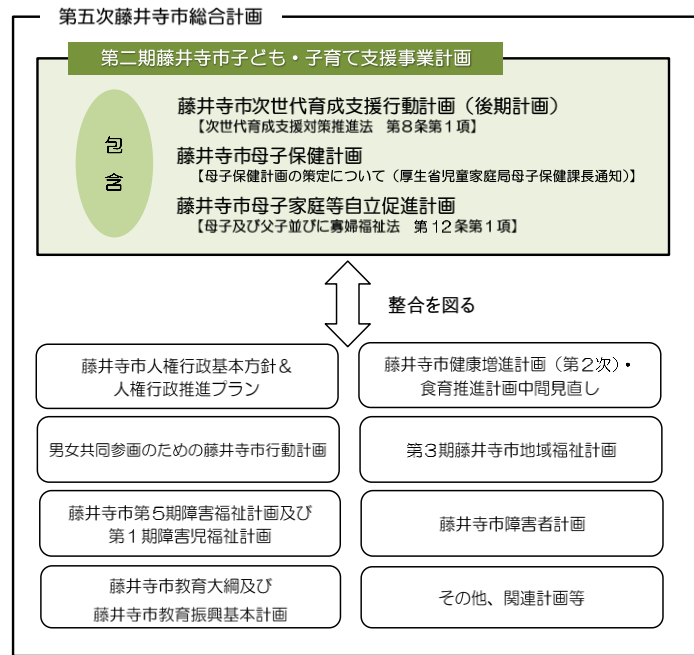 第五次藤井寺市総合計画
第二期藤井寺市子ども・子育て支援事業計画
包
含
藤井寺市次世代育成支援行動計画（後期計画）
【次世代育成支援対策推進法　第８条第１項】
藤井寺市母子保健計画
【母子保健計画の策定について（厚生省児童家庭局母子保健課長通知）】
藤井寺市母子家庭等自立促進計画
【母子及び父子並びに寡婦福祉法　第12条第１項】
整合を図る
藤井寺市人権行政基本方針＆
人権行政推進プラン
藤井寺市健康増進計画（第２次）・
食育推進計画中間見直し
男女共同参画のための藤井寺市行動計画
第３期藤井寺市地域福祉計画
藤井寺市第５期障害福祉計画及び
第１期障害児福祉計画
藤井寺市障害者計画
藤井寺市教育大綱及び
藤井寺市教育振興基本計画
その他、関連計画等